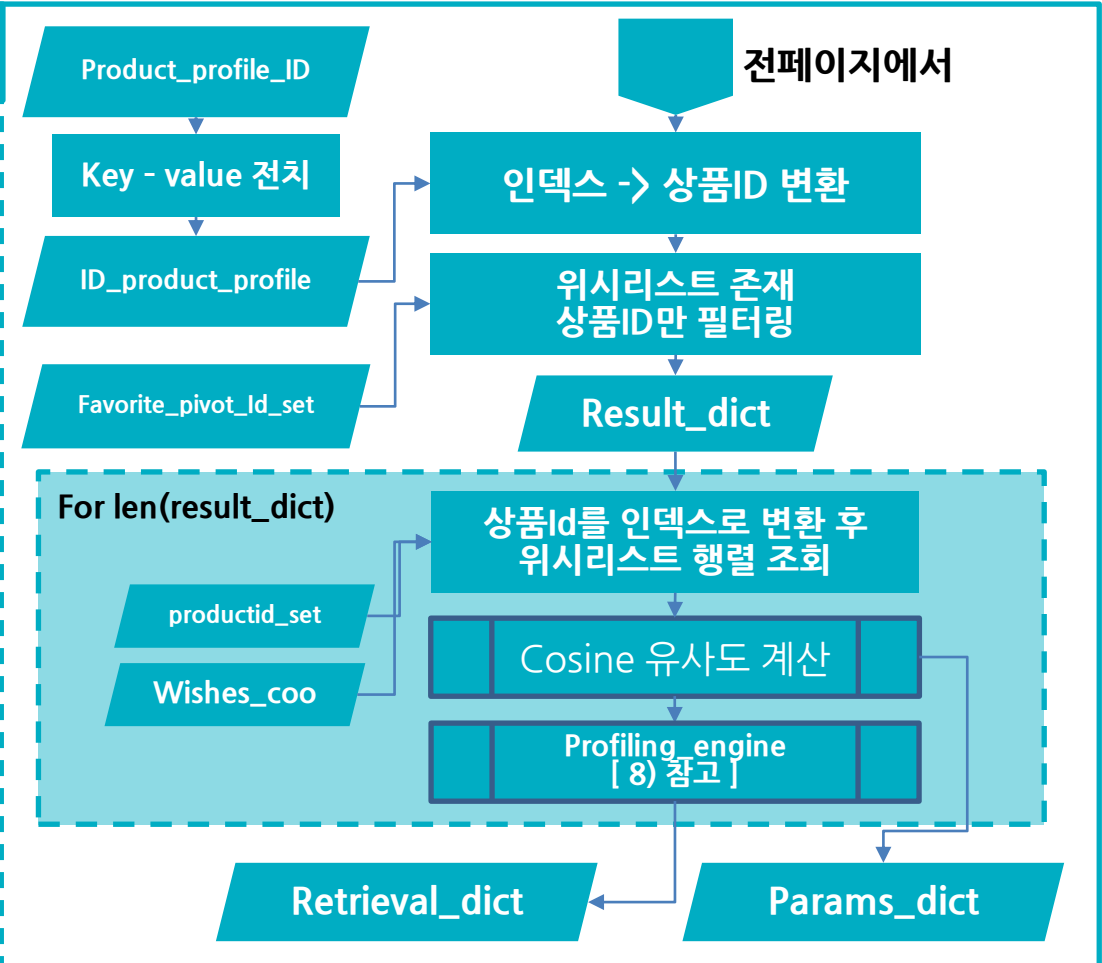 Product_profile_ID
전페이지에서
Key - value 전치
인덱스 -> 상품ID 변환
ID_product_profile
위시리스트 존재
상품ID만 필터링
Favorite_pivot_Id_set
Result_dict
For len(result_dict)
상품Id를 인덱스로 변환 후
위시리스트 행렬 조회
productid_set
Cosine 유사도 계산
Wishes_coo
Profiling_engine
[ 8) 참고 ]
Retrieval_dict
Params_dict